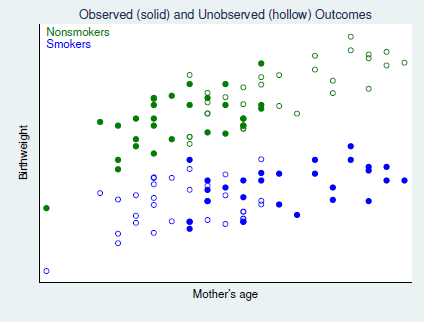 Observed (solid) and Unobserved (hollow) Outcomes
Nonsmokers
Smokers
Birthweight
Mother's age